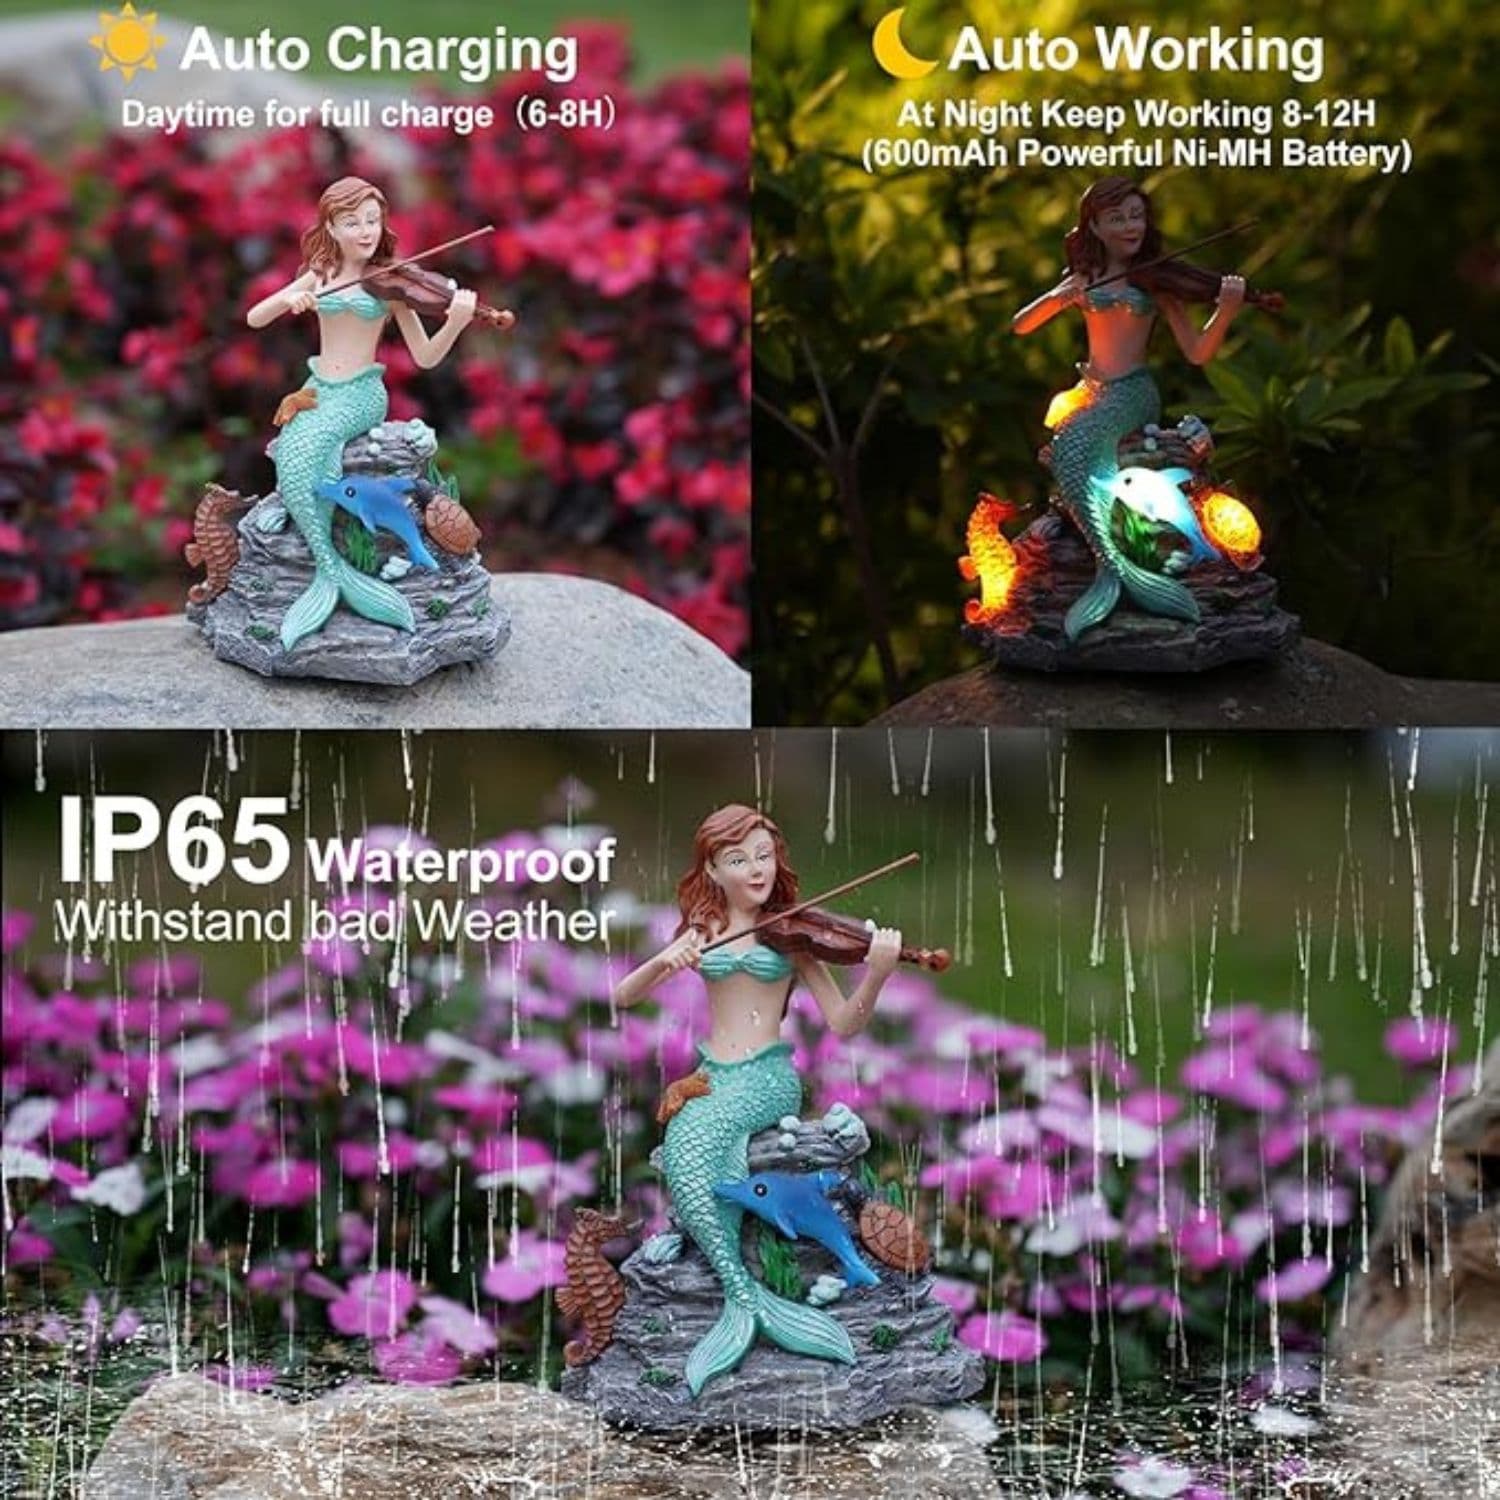 Auto Charging
Daytime for full charge（6-8H）
Auto Working
At Night Keep Working 8-12H
(600mAh Powerful Ni-MH Battery)
IP65 Waterproof
Withstand bad Weather